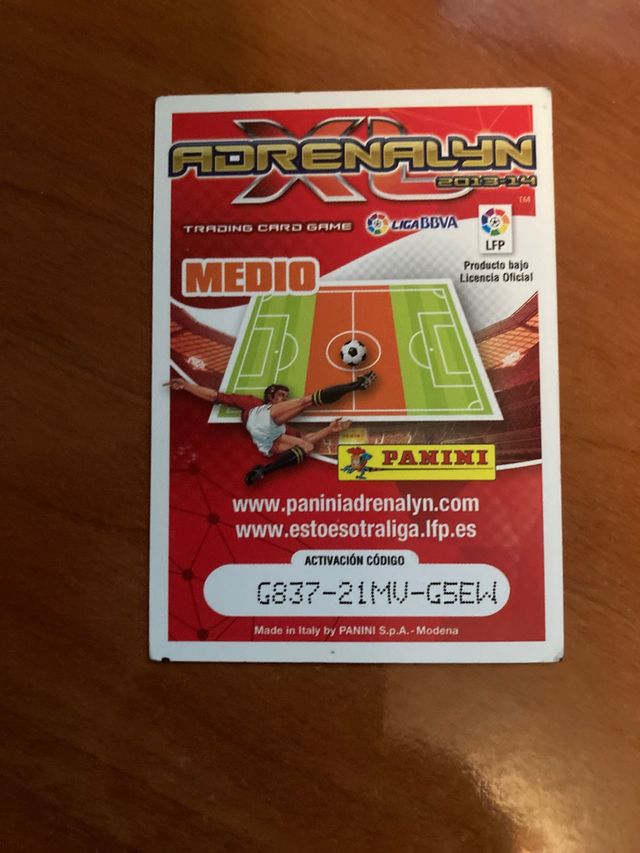 XL
ADRENALYN
2013-14
TM
TRADING CARD GAME
LIGA BBVA
LFP
Producto bajo
Licencia Oficial
MEDIO
PANINI
www.paniniadrenalyn.com
www.estoesotraliga.lfp.es
ACTIVACIÓN CÓDIGO
G837-21MV-G5EW
Made in Italy by PANINI S.p.A. - Modena